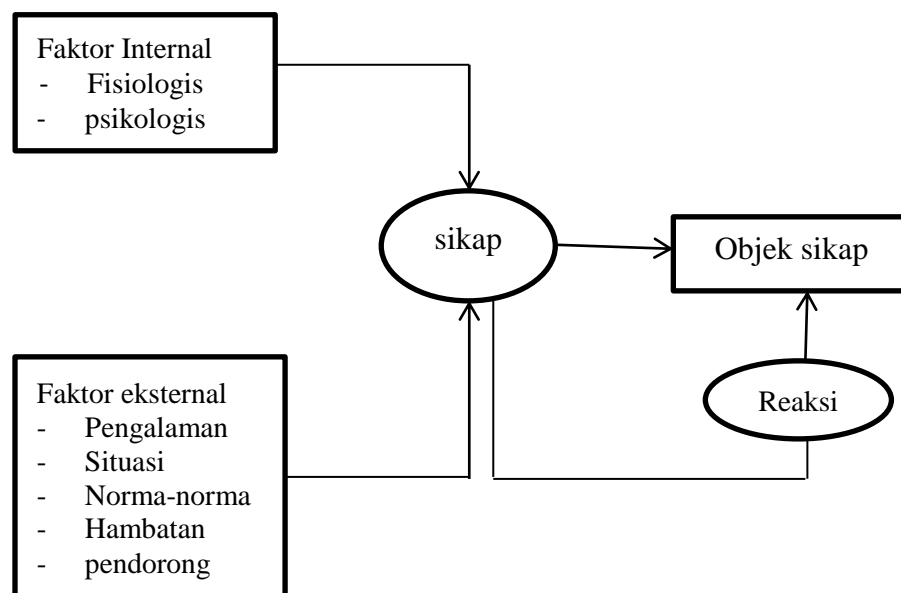 Faktor Internal
- Fisiologis
- psikologis
sikap
Objek sikap
Reaksi
Faktor eksternal
- Pengalaman
- Situasi
- Norma-norma
- Hambatan
- pendorong